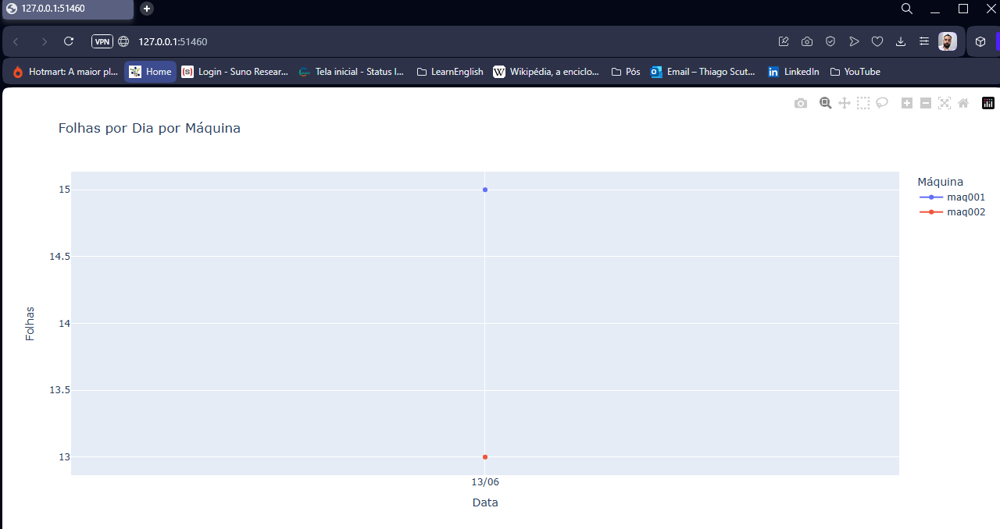 127.0.0.1:51460
VPN 127.0.0.1:51460
Hotmart: A maior pl... Home Login - Suno Resear... Tela inicial - Status I... LearnEnglish Wikipédia, a enciclo... Pós Email – Thiago Scut... LinkedIn YouTube
Folhas por Dia por Máquina
Máquina
maq001
maq002
15
14.5
14
13.5
13
Folhas
13/06
Data